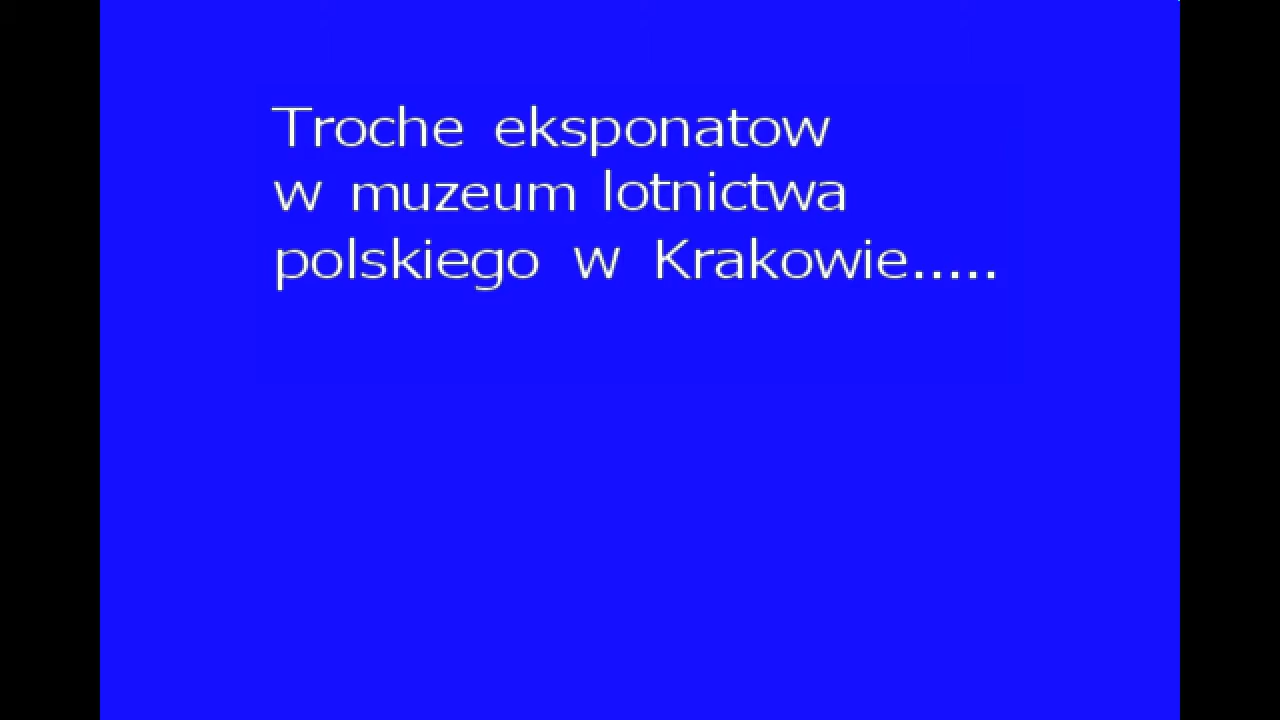 Troche eksponatow
w muzeum lotnictwa
polskiego w Krakowie.....